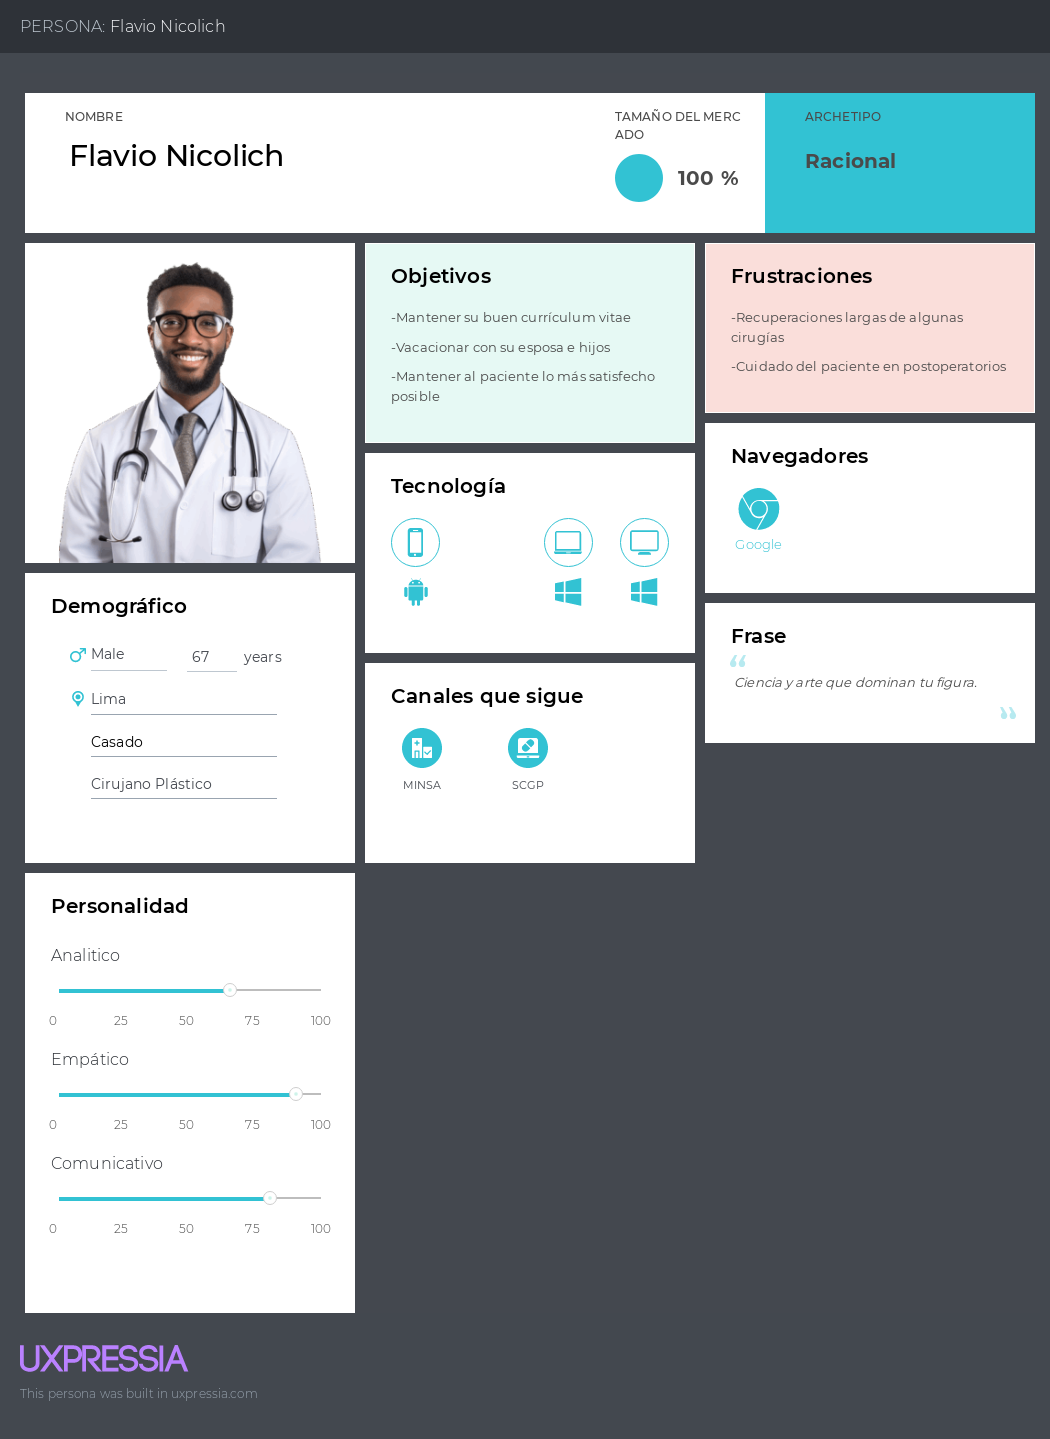 PERSONA: Flavio Nicolich
NOMBRE
Flavio Nicolich
TAMAÑO DEL MERC
ADO
100 %
ARCHETIPO
Racional
Demográfico
Male
67 years
Lima
Casado
Cirujano Plástico
Personalidad
Analitico
0 25 50 75 100
Empático
0 25 50 75 100
Comunicativo
0 25 50 75 100
Objetivos
-Mantener su buen currículum vitae
-Vacacionar con su esposa e hijos
-Mantener al paciente lo más satisfecho
posible
Tecnología
Canales que sigue
MINSA SCGP
Frustraciones
-Recuperaciones largas de algunas
cirugías
-Cuidado del paciente en postoperatorios
Navegadores
Google
Frase
“
Ciencia y arte que dominan tu figura.
”
UXPRESSIA
This persona was built in uxpressia.com